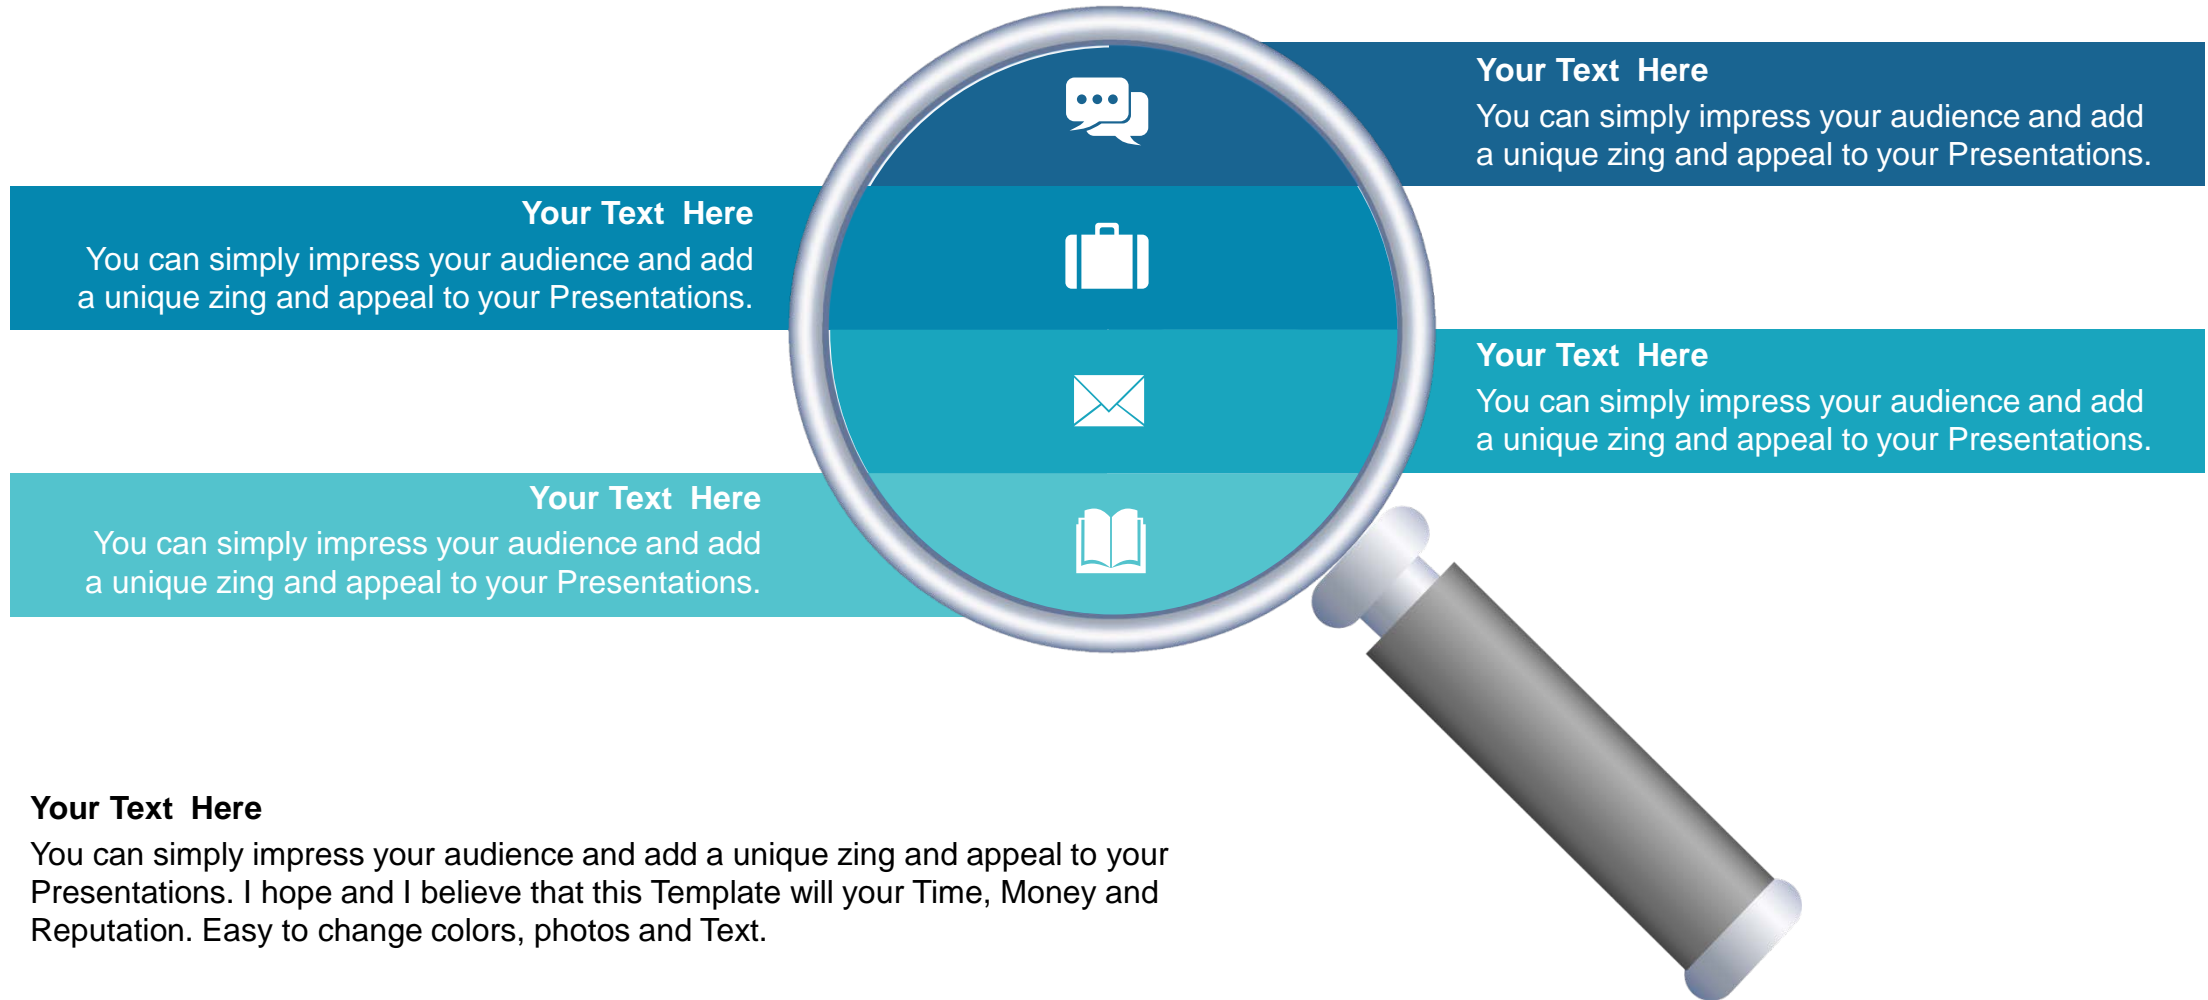 Your Text  Here
You can simply impress your audience and add
a unique zing and appeal to your Presentations.
Your Text  Here
You can simply impress your audience and add
a unique zing and appeal to your Presentations.
Your Text  Here
You can simply impress your audience and add
a unique zing and appeal to your Presentations.
Your Text  Here
You can simply impress your audience and add
a unique zing and appeal to your Presentations.
Your Text  Here
You can simply impress your audience and add a unique zing and appeal to your
Presentations. I hope and I believe that this Template will your Time, Money and
Reputation. Easy to change colors, photos and Text.